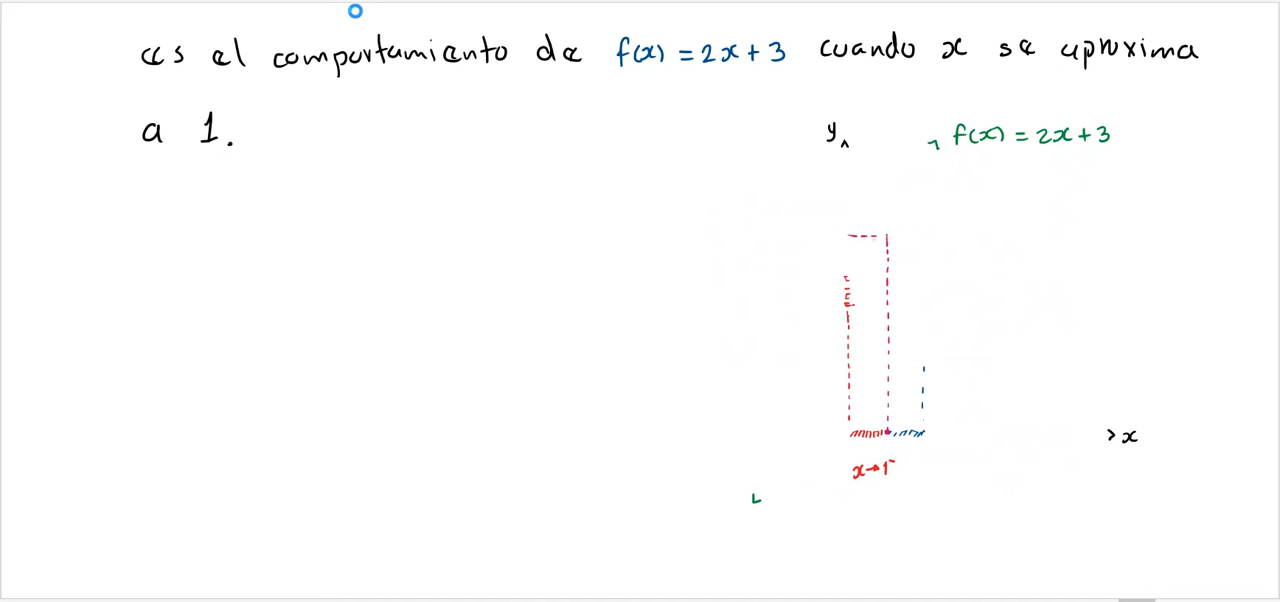 es el comportamiento de f(x) = 2x + 3 cuando x se aproxima
a 1.
y
f(x) = 2x + 3
x
x→1⁻